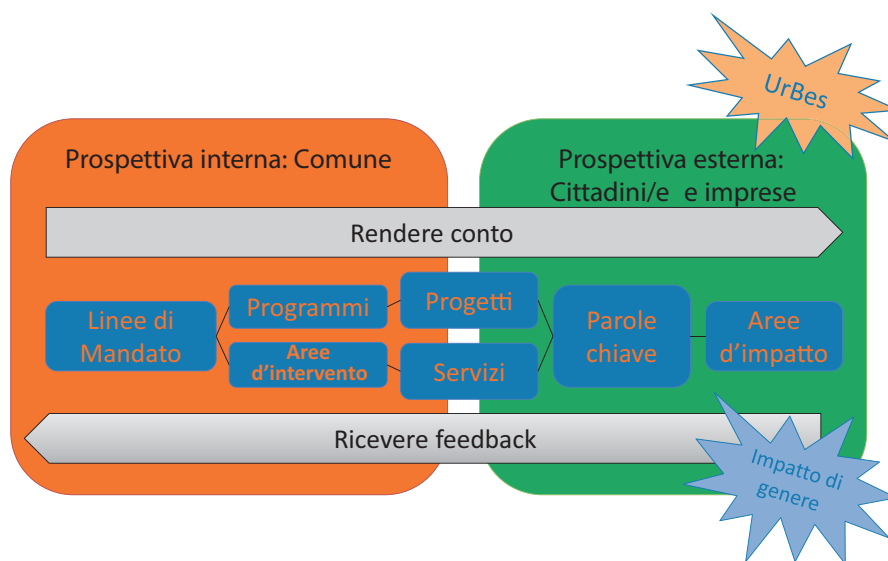 UrBes
Prospettiva interna: Comune
Prospettiva esterna:
Cittadini/e e imprese
Rendere conto
Linee di
Mandato
Programmi
Aree
d'intervento
Progetti
Servizi
Parole
chiave
Aree
d'impatto
Ricevere feedback
Impatto di
genere